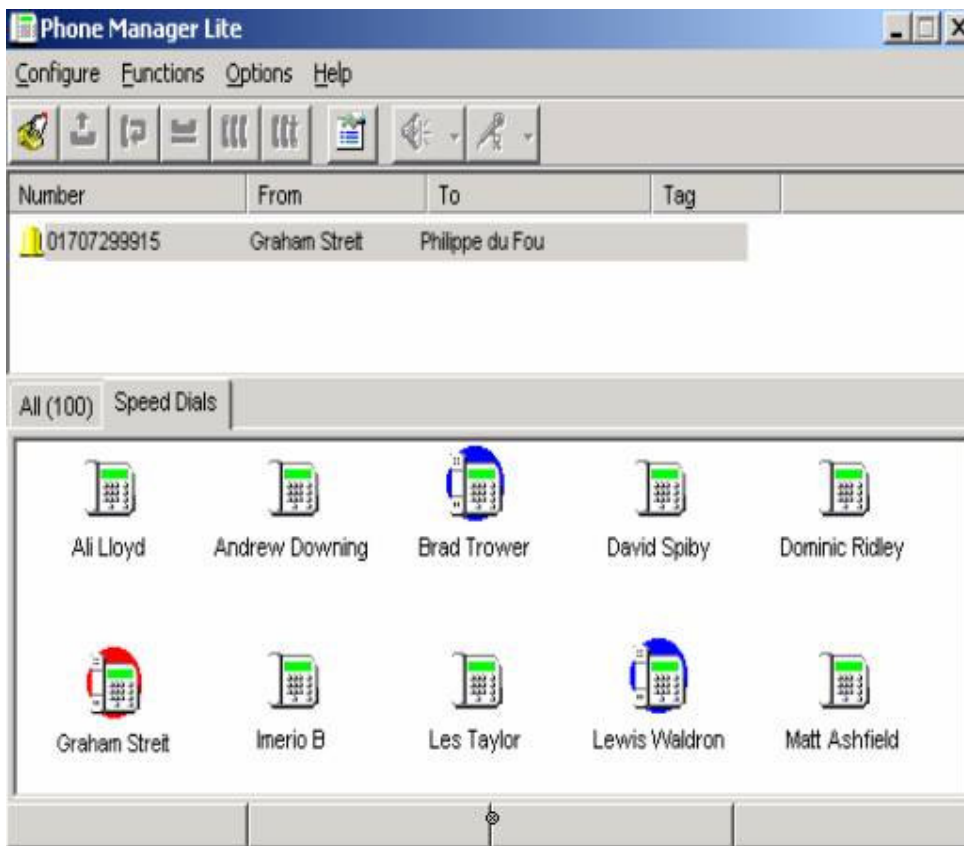 Phone Manager Lite
Configure Functions Options Help
Number From To Tag
01707299915 Graham Streit Philippe du Fou
All (100) Speed Dials
Ali Lloyd Andrew Downing Brad Trower David Spiby Dominic Ridley
Graham Streit Imerio B Les Taylor Lewis Waldron Matt Ashfield